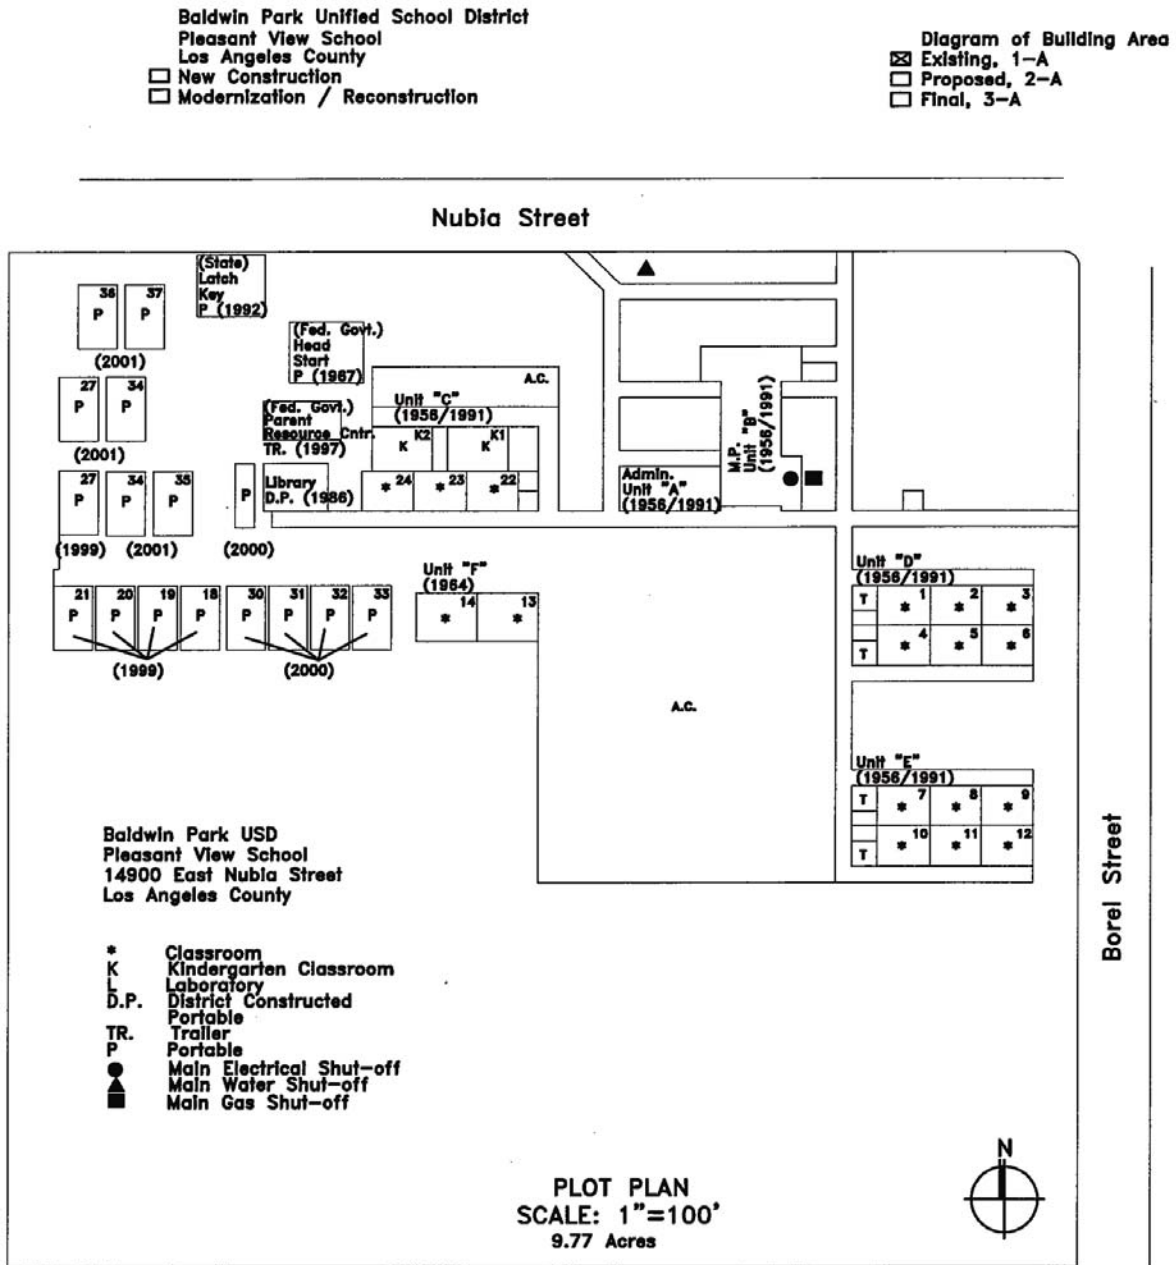 Baldwin Park Unified School District
Pleasant View School
Los Angeles County
New Construction
Modernization / Reconstruction
Diagram of Building Area
Existing, 1-A
Proposed, 2-A
Final, 3-A
Nubia Street
(State)
Latch
Key
P (1992)
36
P
37
P
(2001)
(Fed. Govt.)
Head
Start
P (1967)
27
P
34
P
(2001)
(Fed. Govt.)
Parent
Resource Cntr.
TR. (1997)
A.C.
Unit "C"
(1956/1991)
K2
K
K1
K
* 24
* 23
* 22
27
P
34
P
35
P
(1999)
(2001)
P
(2000)
Library
D.P. (1986)
Admin.
Unit "A"
(1956/1991)
M.P.
Unit "B"
(1956/1991)
21
P
20
P
19
P
18
P
(1999)
30
P
31
P
32
P
33
P
(2000)
Unit "F"
(1964)
14
*
13
*
A.C.
Unit "D"
(1956/1991)
T
1
*
2
*
3
*
T
4
*
5
*
6
*
Unit "E"
(1956/1991)
T
7
*
8
*
9
*
T
10
*
11
*
12
*
Borel Street
Baldwin Park USD
Pleasant View School
14900 East Nubia Street
Los Angeles County
* Classroom
K Kindergarten Classroom
L Laboratory
D.P. District Constructed
Portable
TR. Trailer
P Portable
Main Electrical Shut-off
Main Water Shut-off
Main Gas Shut-off
N
PLOT PLAN
SCALE: 1"=100'
9.77 Acres